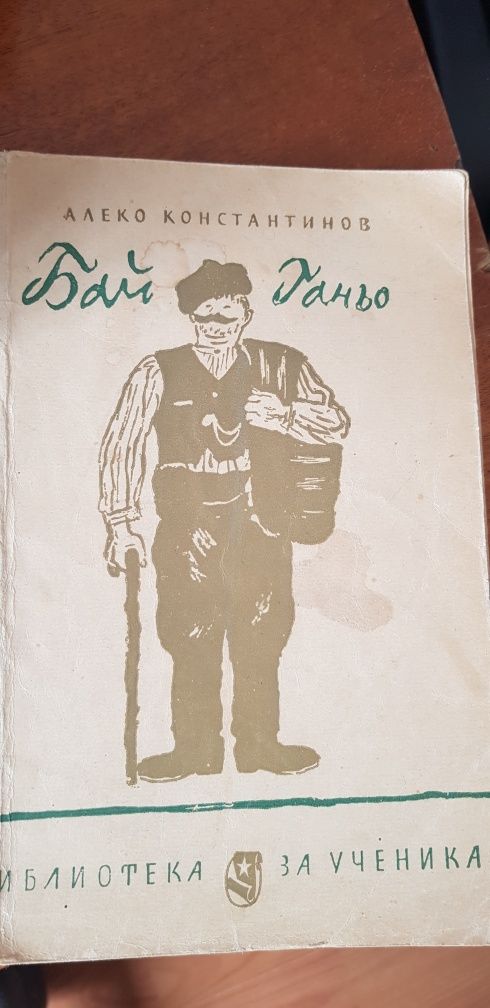 АЛЕКО КОНСТАНТИНОВ
Бай Ганьо
ИБЛИОТЕКА ЗА УЧЕНИКА